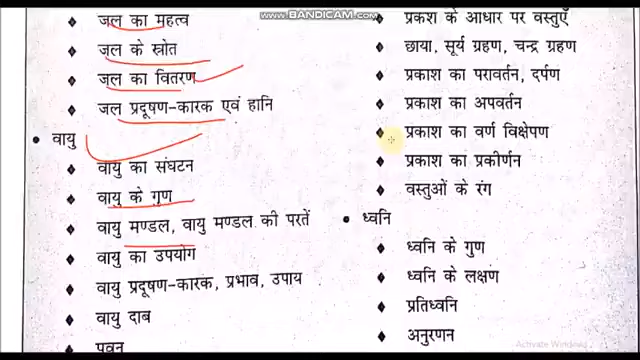 WWW.BANDICAM.COM
जल का महत्व
जल के स्त्रोत
जल का वितरण
जल प्रदूषण-कारक एवं हानि
वायु
वायु का संघटन
वायु के गुण
वायु मण्डल, वायु मण्डल की परतें
वायु का उपयोग
वायु प्रदूषण-कारक, प्रभाव, उपाय
वायु दाब
पवन
प्रकश के आधार पर वस्तुएँ
छाया, सूर्य ग्रहण, चन्द्र ग्रहण
प्रकाश का परावर्तन, दर्पण
प्रकाश का अपवर्तन
प्रकाश का वर्ण विक्षेपण
प्रकाश का प्रकीर्णन
वस्तुओं के रंग
ध्वनि
ध्वनि के गुण
ध्वनि के लक्षण
प्रतिध्वनि
अनुरणन
Activate Windows